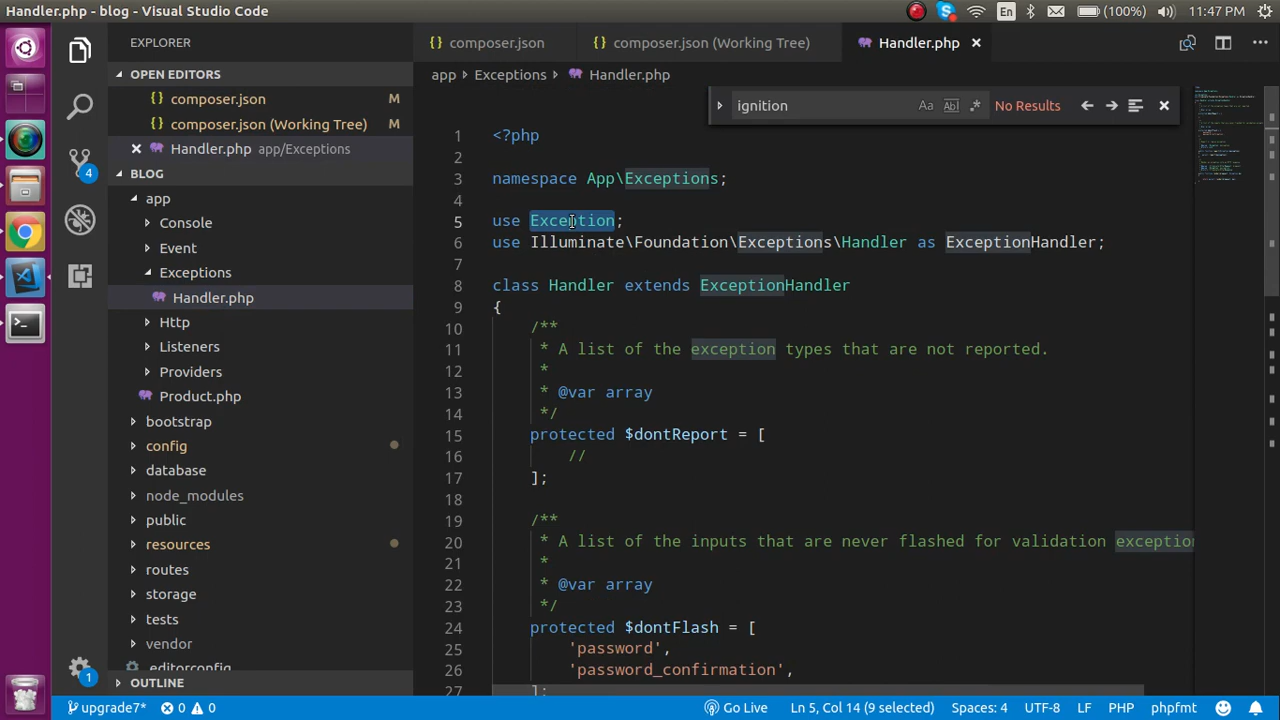 Handler.php - blog - Visual Studio Code
En
(100%)
11:47 PM
EXPLORER
OPEN EDITORS
composer.json M
composer.json (Working Tree) M
Handler.php app/Exceptions
BLOG
app
Console
Event
Exceptions
Handler.php
Http
Listeners
Providers
Product.php
bootstrap
config
database
node_modules
public
resources
routes
storage
tests
vendor
editorconfig
OUTLINE
4
1
composer.json
composer.json (Working Tree)
Handler.php
app › Exceptions › Handler.php
ignition
Aa
Abl
No Results
1 <?php
2
3 namespace App\Exceptions;
4
5 use Exception;
6 use Illuminate\Foundation\Exceptions\Handler as ExceptionHandler;
7
8 class Handler extends ExceptionHandler
9 {
10 /**
11 * A list of the exception types that are not reported.
12 *
13 * @var array
14 */
15 protected $dontReport = [
16 //
17 ];
18
19 /**
20 * A list of the inputs that are never flashed for validation exception
21 *
22 * @var array
23 */
24 protected $dontFlash = [
25 'password',
26 'password_confirmation',
27 ];
upgrade7* 0 0
Go Live
Ln 5, Col 14 (9 selected)
Spaces: 4
UTF-8
LF
PHP
phpfmt